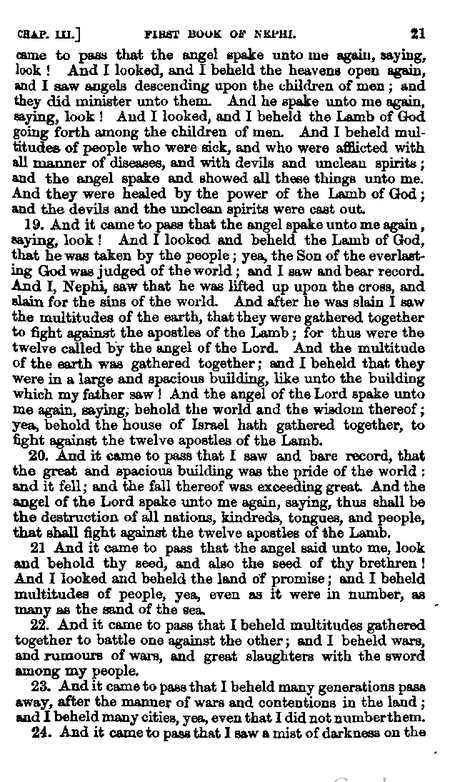 CHAP. III.] FIRST BOOK OF NEPHI. 21
came to pass that the angel spake unto me again, saying,
look! And I looked, and I beheld the heavens open again,
and I saw angels descending upon the children of men; and
they did minister unto them. And he spake unto me again,
saying, look! And I looked, and I beheld the Lamb of God
going forth among the children of men. And I beheld mul-
titudes of people who were sick, and who were afflicted with
all manner of diseases, and with devils and unclean spirits;
and the angel spake and showed all these things unto me.
And they were healed by the power of the Lamb of God;
and the devils and the unclean spirits were cast out.
19. And it came to pass that the angel spake unto me again,
saying, look! And I looked and beheld the Lamb of God,
that he was taken by the people; yea, the Son of the everlast-
ing God was judged of the world; and I saw and bear record.
And I, Nephi, saw that he was lifted up upon the cross, and
slain for the sins of the world. And after he was slain I saw
the multitudes of the earth, that they were gathered together
to fight against the apostles of the Lamb; for thus were the
twelve called by the angel of the Lord. And the multitude
of the earth was gathered together; and I beheld that they
were in a large and spacious building, like unto the building
which my father saw! And the angel of the Lord spake unto
me again, saying, behold the world and the wisdom thereof;
yea, behold the house of Israel hath gathered together, to
fight against the twelve apostles of the Lamb.
20. And it came to pass that I saw and bare record, that
the great and spacious building was the pride of the world:
and it fell; and the fall thereof was exceeding great. And the
angel of the Lord spake unto me again, saying, thus shall be
the destruction of all nations, kindreds, tongues, and people,
that shall fight against the twelve apostles of the Lamb.
21 And it came to pass that the angel said unto me, look
and behold thy seed, and also the seed of thy brethren!
And I looked and beheld the land of promise; and I beheld
multitudes of people, yea, even as it were in number, as
many as the sand of the sea.
22. And it came to pass that I beheld multitudes gathered
together to battle one against the other; and I beheld wars,
and rumours of wars, and great slaughters with the sword
among my people.
23. And it came to pass that I beheld many generations pass
away, after the manner of wars and contentions in the land;
and I beheld many cities, yea, even that I did not number them.
24. And it came to pass that I saw a mist of darkness on the